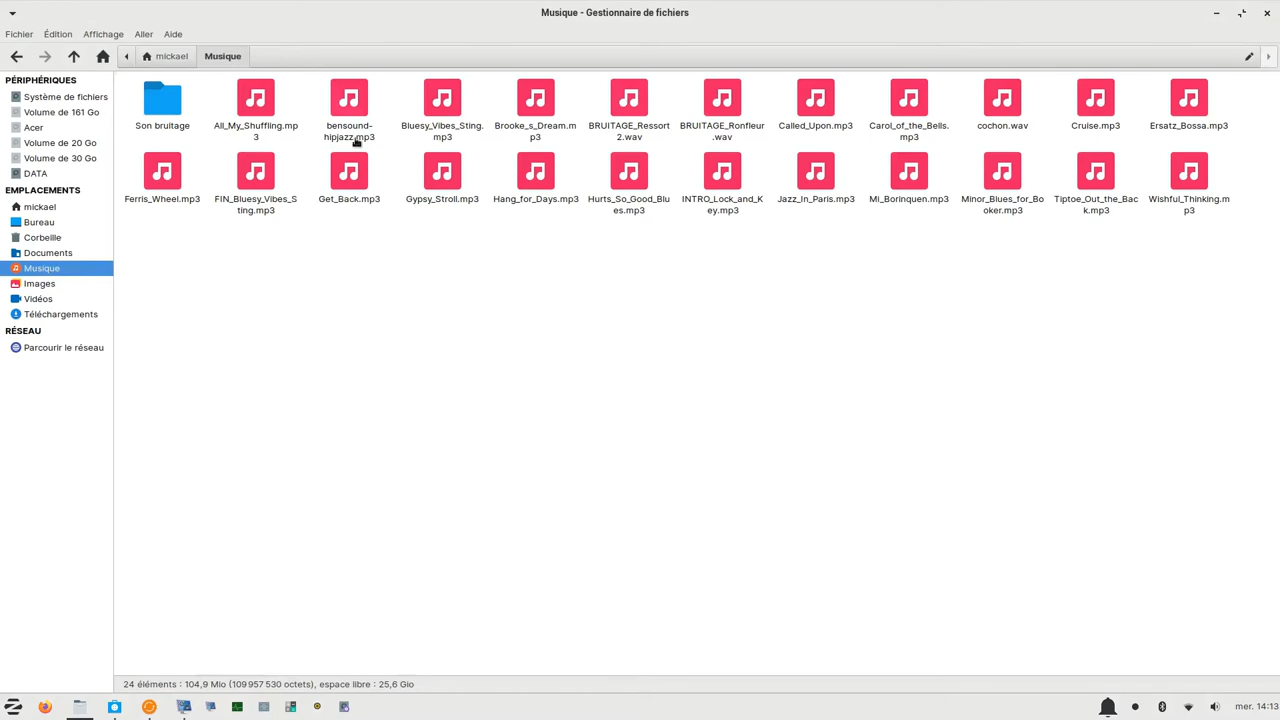 Musique - Gestionnaire de fichiers
Fichier Édition Affichage Aller Aide
mickael Musique
PÉRIPHÉRIQUES
Système de fichiers
Volume de 161 Go
Acer
Volume de 20 Go
Volume de 30 Go
DATA
EMPLACEMENTS
mickael
Bureau
Corbeille
Documents
Musique
Images
Vidéos
Téléchargements
RÉSEAU
Parcourir le réseau
Son bruitage
All_My_Shuffling.mp
3
bensound-
hipjazz.mp3
Bluesy_Vibes_Sting.
mp3
Brooke_s_Dream.m
p3
BRUITAGE_Ressort
2.wav
BRUITAGE_Ronfleur
.wav
Called_Upon.mp3
Carol_of_the_Bells.
mp3
cochon.wav
Cruise.mp3
Ersatz_Bossa.mp3
Ferris_Wheel.mp3
FIN_Bluesy_Vibes_S
ting.mp3
Get_Back.mp3
Gypsy_Stroll.mp3
Hang_for_Days.mp3
Hurts_So_Good_Blu
es.mp3
INTRO_Lock_and_K
ey.mp3
Jazz_In_Paris.mp3
Mi_Borinquen.mp3
Minor_Blues_for_Bo
oker.mp3
Tiptoe_Out_the_Bac
k.mp3
Wishful_Thinking.m
p3
24 éléments : 104,9 Mio (109 957 530 octets), espace libre : 25,6 Gio
mer. 14:13